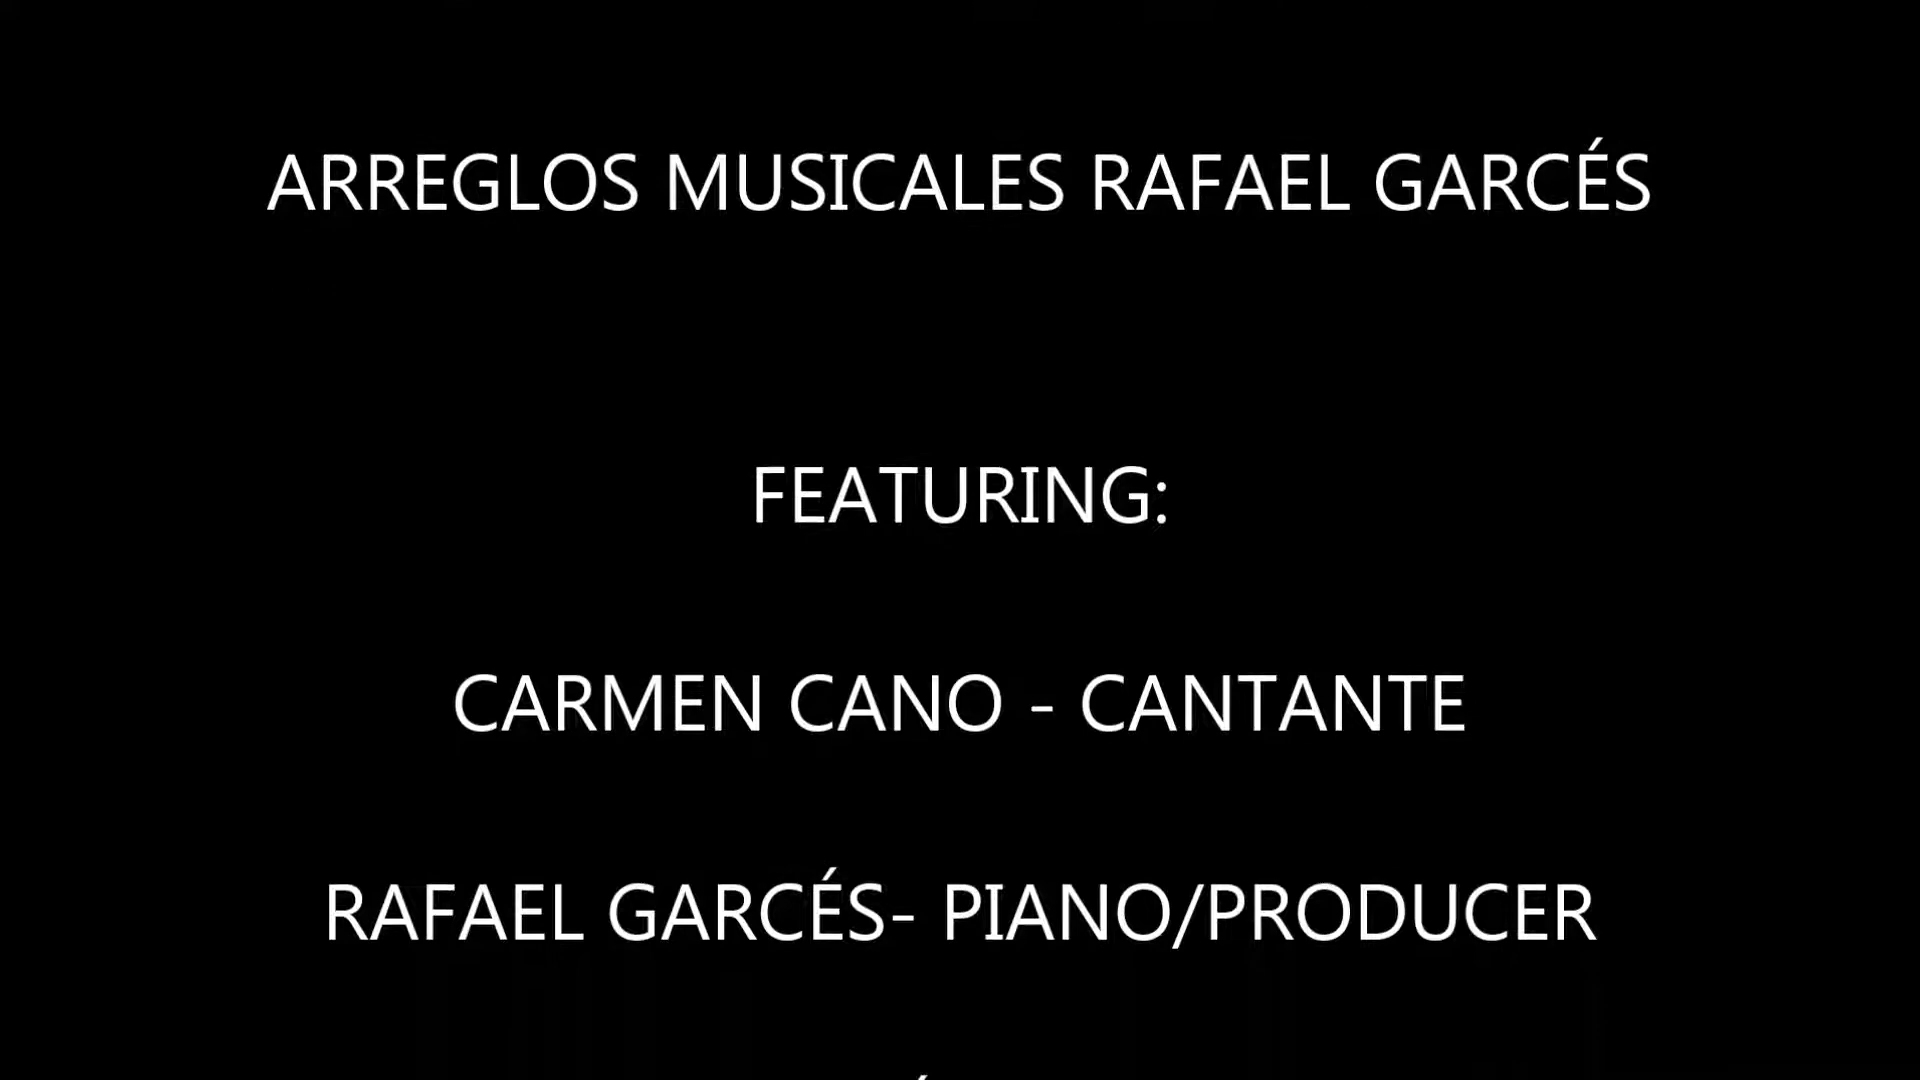 ARREGLOS MUSICALES RAFAEL GARCÉS
FEATURING:
CARMEN CANO - CANTANTE
RAFAEL GARCÉS- PIANO/PRODUCER